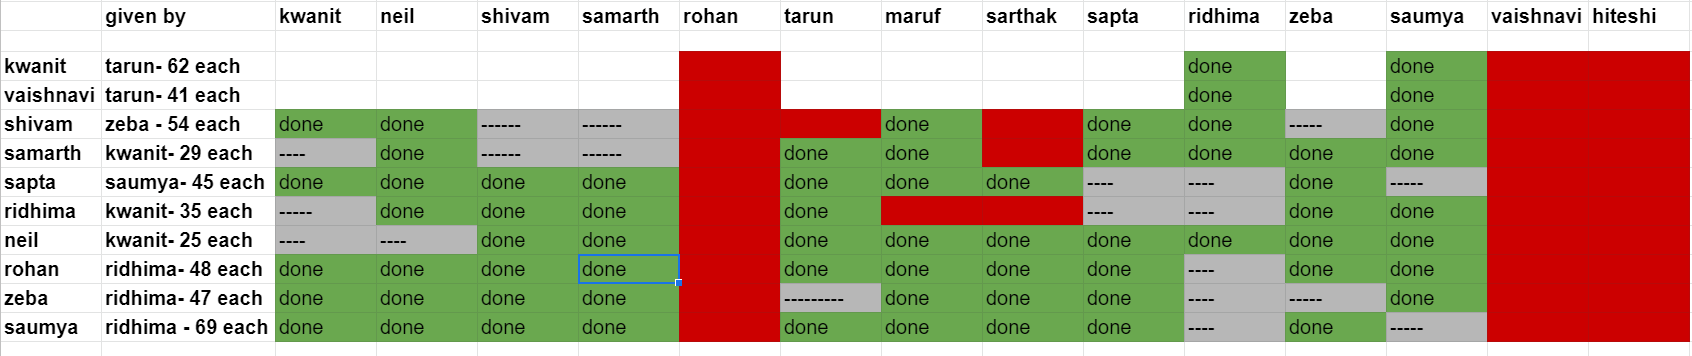 given by kwanit neil shivam samarth rohan tarun maruf sarthak sapta ridhima zeba saumya vaishnavi hiteshi
kwanit tarun- 62 each done done
vaishnavi tarun- 41 each done done
shivam zeba - 54 each done done ------ ------ done done done ----- done
samarth kwanit- 29 each ---- done ------ ------ done done done done done done
sapta saumya- 45 each done done done done done done done ---- ---- done -----
ridhima kwanit- 35 each ----- done done done done ---- ---- done done
neil kwanit- 25 each ---- ---- done done done done done done done done done
rohan ridhima- 48 each done done done done done done done done ---- done done
zeba ridhima- 47 each done done done done --------- done done done ---- ----- done
saumya ridhima - 69 each done done done done done done done done ---- done -----